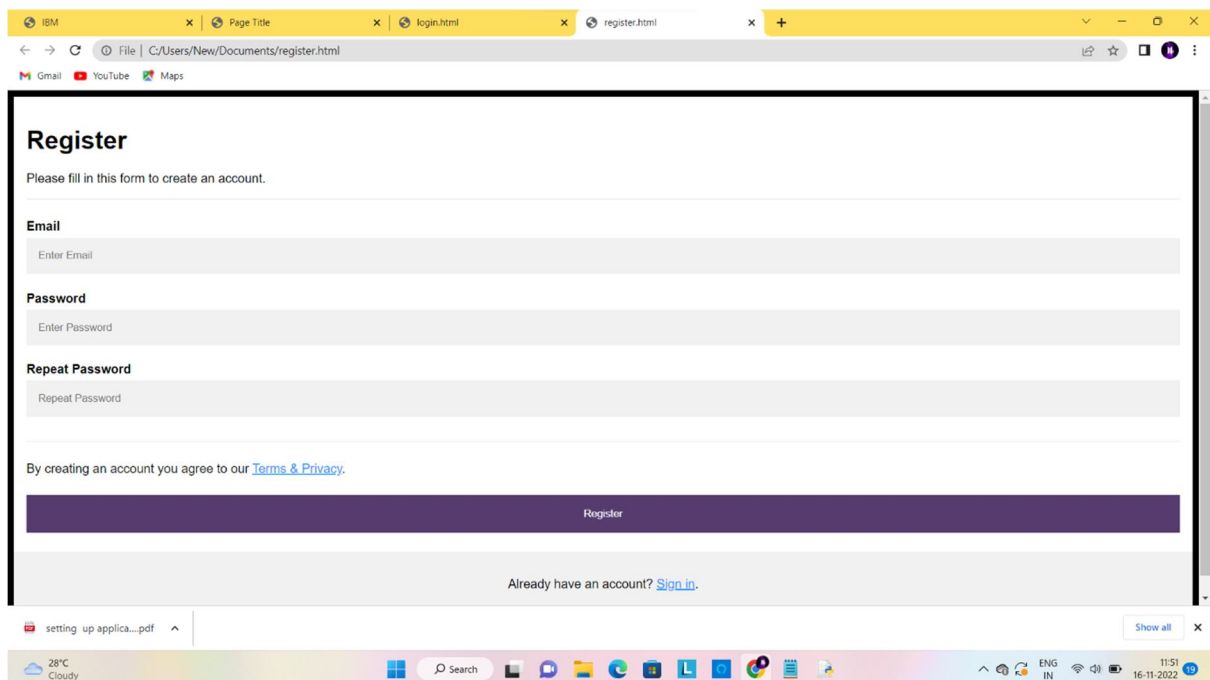 IBM
Page Title
login.html
register.html
File | C:/Users/New/Documents/register.html
Gmail YouTube Maps
Register
Please fill in this form to create an account.
Email
Enter Email
Password
Enter Password
Repeat Password
Repeat Password
By creating an account you agree to our Terms & Privacy.
Register
Already have an account? Sign in.
setting up applica....pdf
Show all
28°C
Cloudy
Search
ENG
IN
11:51
16-11-2022
19